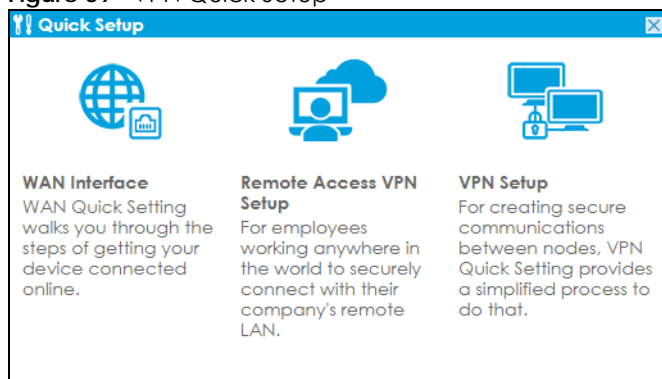 Quick Setup
WAN Interface
WAN Quick Setting
walks you through the
steps of getting your
device connected
online.
Remote Access VPN
Setup
For employees
working anywhere in
the world to securely
connect with their
company's remote
LAN.
VPN Setup
For creating secure
communications
between nodes, VPN
Quick Setting provides
a simplified process to
do that.